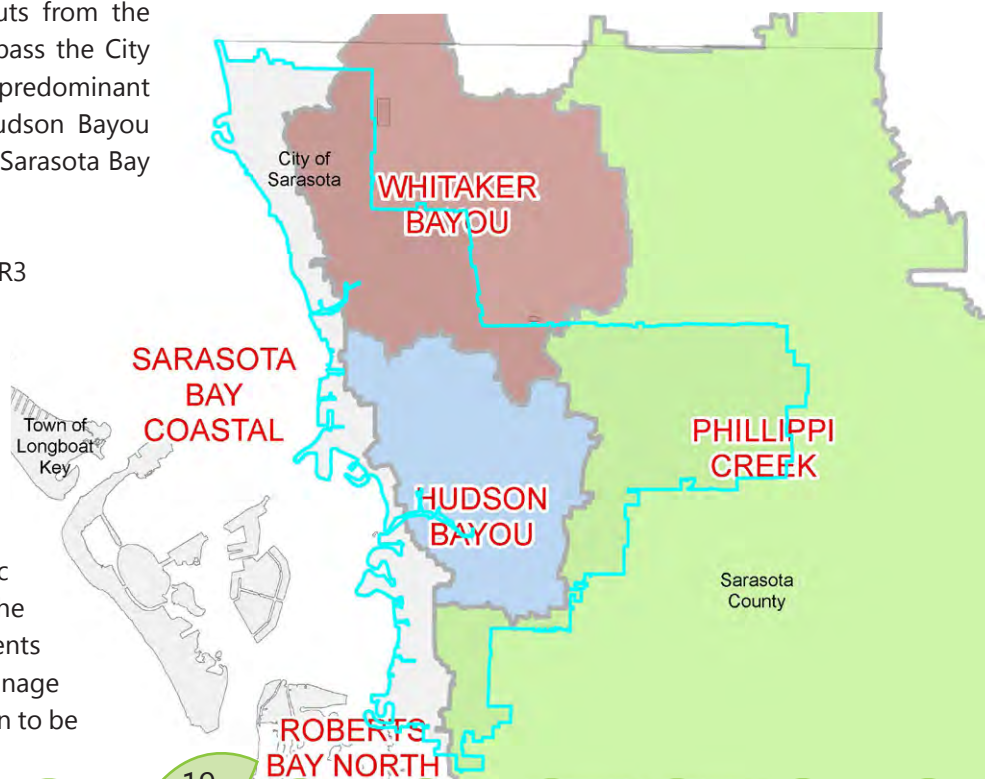 uts from the
pass the City
predominant
udson Bayou
Sarasota Bay
R3
City of
Sarasota
WHITAKER
BAYOU
SARASOTA
BAY
COASTAL
Town of
Longboat
Key
PHILLIPPI
CREEK
HUDSON
BAYOU
Sarasota
County
c
ne
ents
nage
n to be
ROBERTS
BAY NORTH